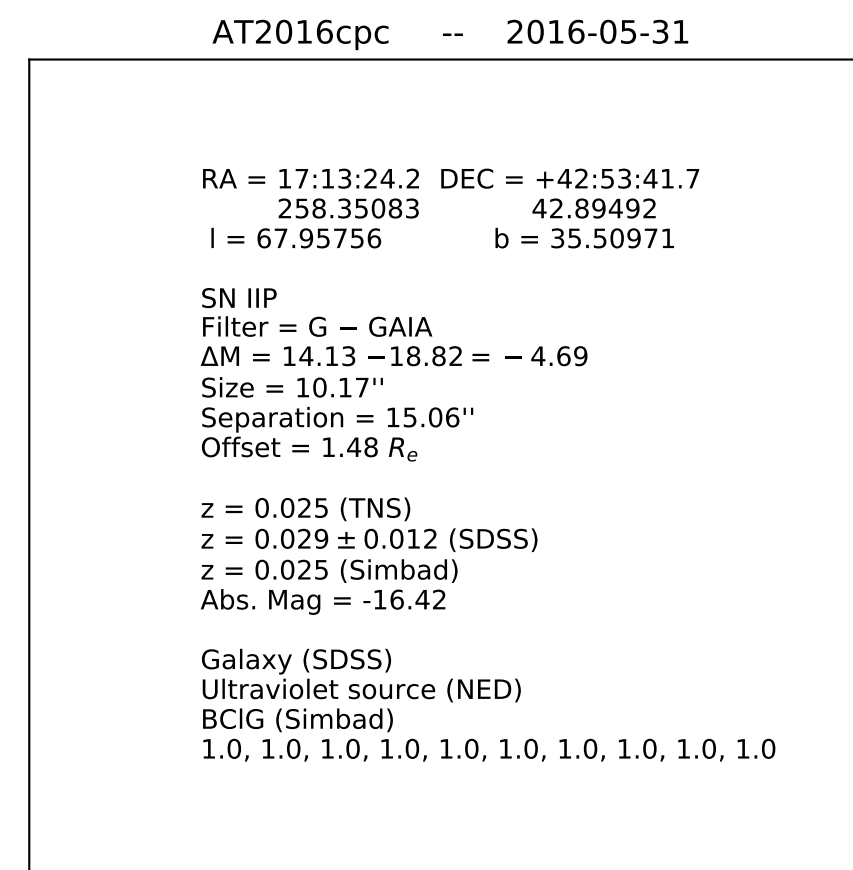 AT2016cpc -- 2016-05-31
RA = 17:13:24.2 DEC = +42:53:41.7
258.35083 42.89492
l = 67.95756 b = 35.50971
SN IIP
Filter = G − GAIA
ΔM = 14.13 −18.82 = − 4.69
Size = 10.17''
Separation = 15.06''
Offset = 1.48 Re
z = 0.025 (TNS)
z = 0.029 ± 0.012 (SDSS)
z = 0.025 (Simbad)
Abs. Mag = -16.42
Galaxy (SDSS)
Ultraviolet source (NED)
BClG (Simbad)
1.0, 1.0, 1.0, 1.0, 1.0, 1.0, 1.0, 1.0, 1.0, 1.0